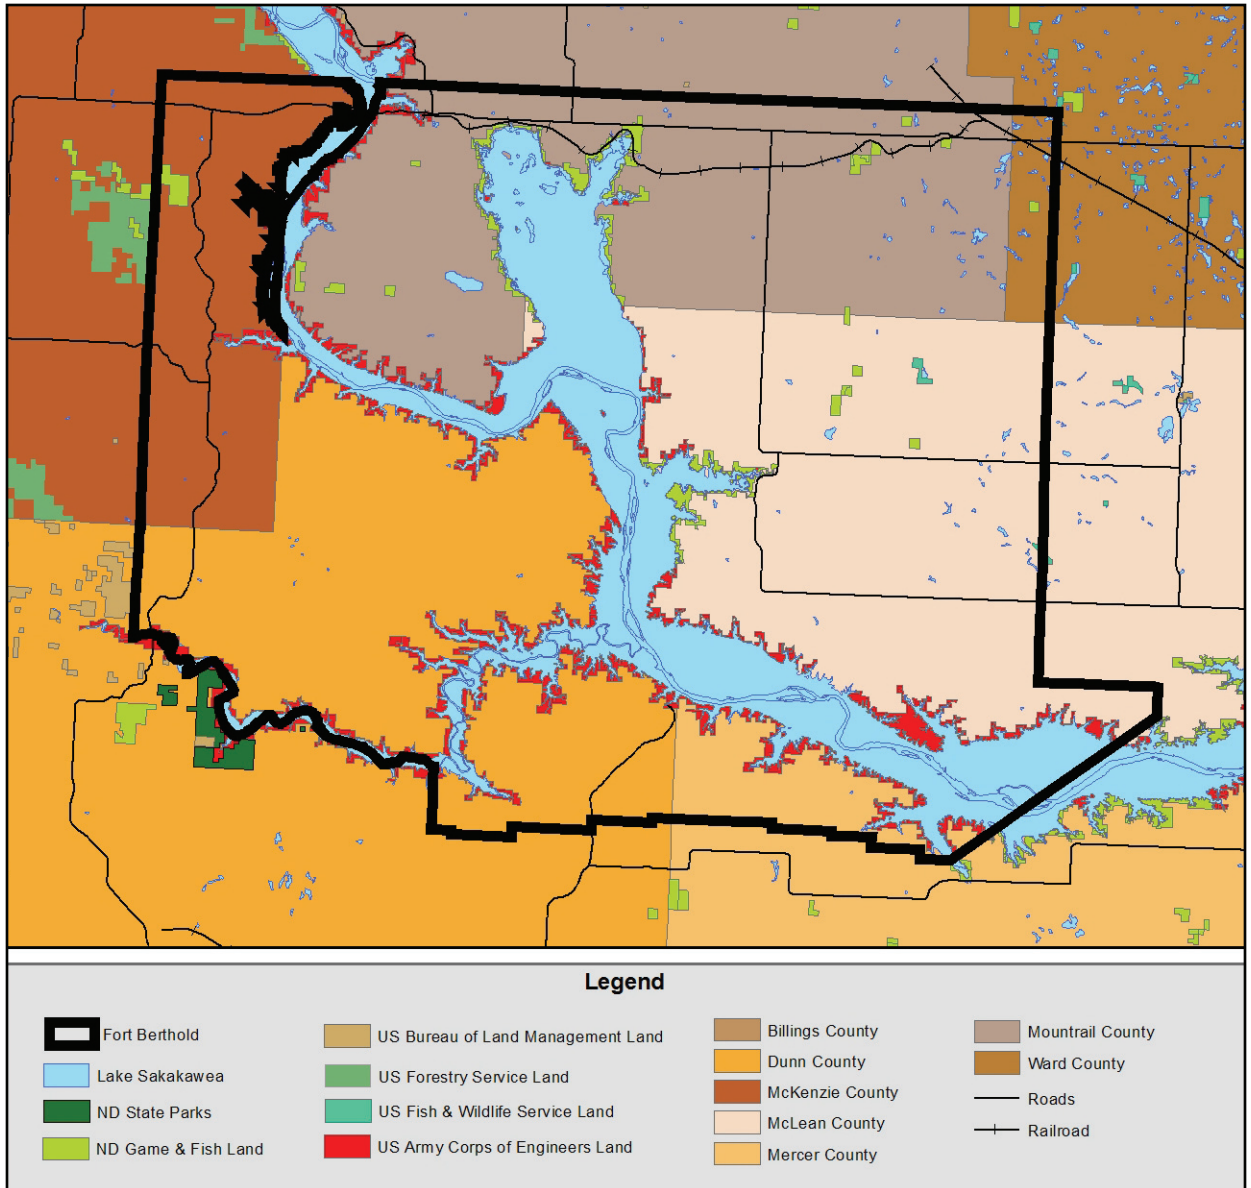 Legend
Fort Berthold
Lake Sakakawea
ND State Parks
ND Game & Fish Land
US Bureau of Land Management Land
US Forestry Service Land
US Fish & Wildlife Service Land
US Army Corps of Engineers Land
Billings County
Dunn County
McKenzie County
McLean County
Mercer County
Mountrail County
Ward County
Roads
Railroad